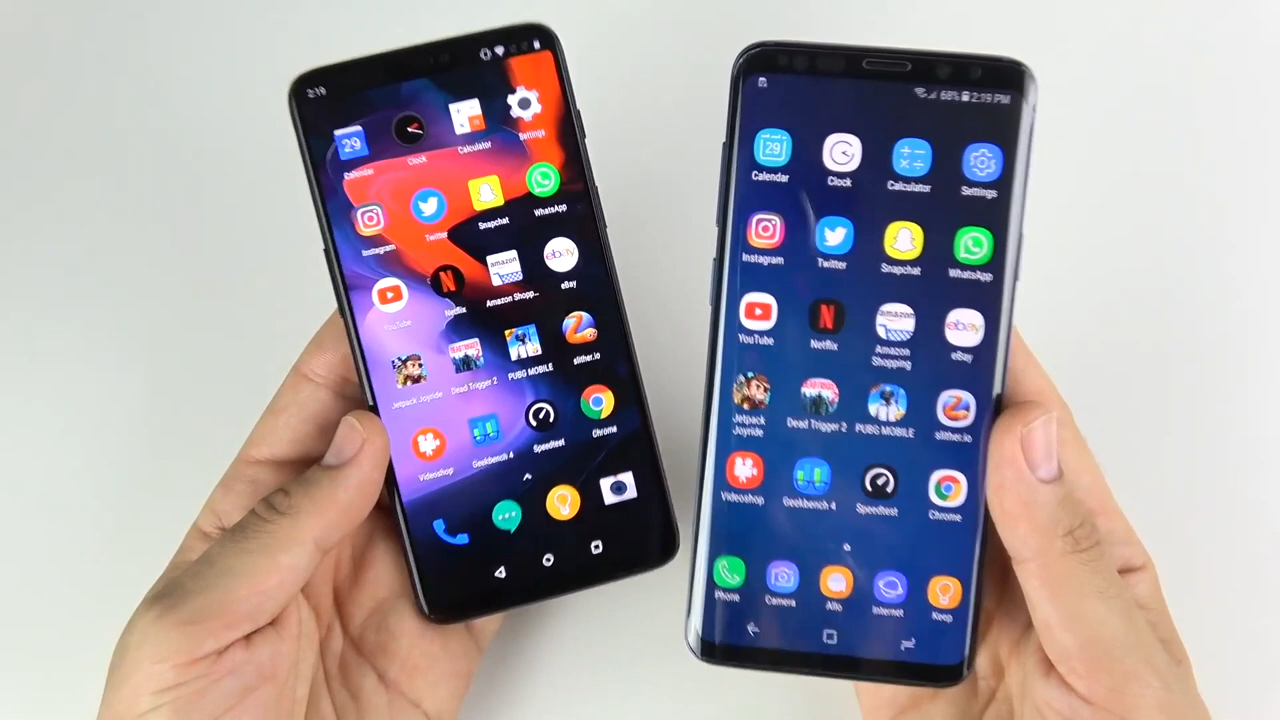 2:19
29
Calendar
Clock
Calculator
Settings
Instagram
Twitter
Snapchat
WhatsApp
YouTube
N
Netflix
amazon
Amazon Shopp...
ebay
eBay
Jetpack Joyride
DEAD TRIGGER
2
Dead Trigger 2
PUBG MOBILE
slither.io
Videoshop
Geekbench 4
Speedtest
Chrome
68% 2:19 PM
29
Calendar
Clock
Calculator
Settings
Instagram
Twitter
Snapchat
WhatsApp
YouTube
N
Netflix
amazon
Amazon
Shopping
ebay
eBay
Jetpack
Joyride
Dead Trigger 2
PUBG MOBILE
slither.io
Videoshop
Geekbench 4
Speedtest
Chrome
Phone
Camera
Allo
Internet
Keep